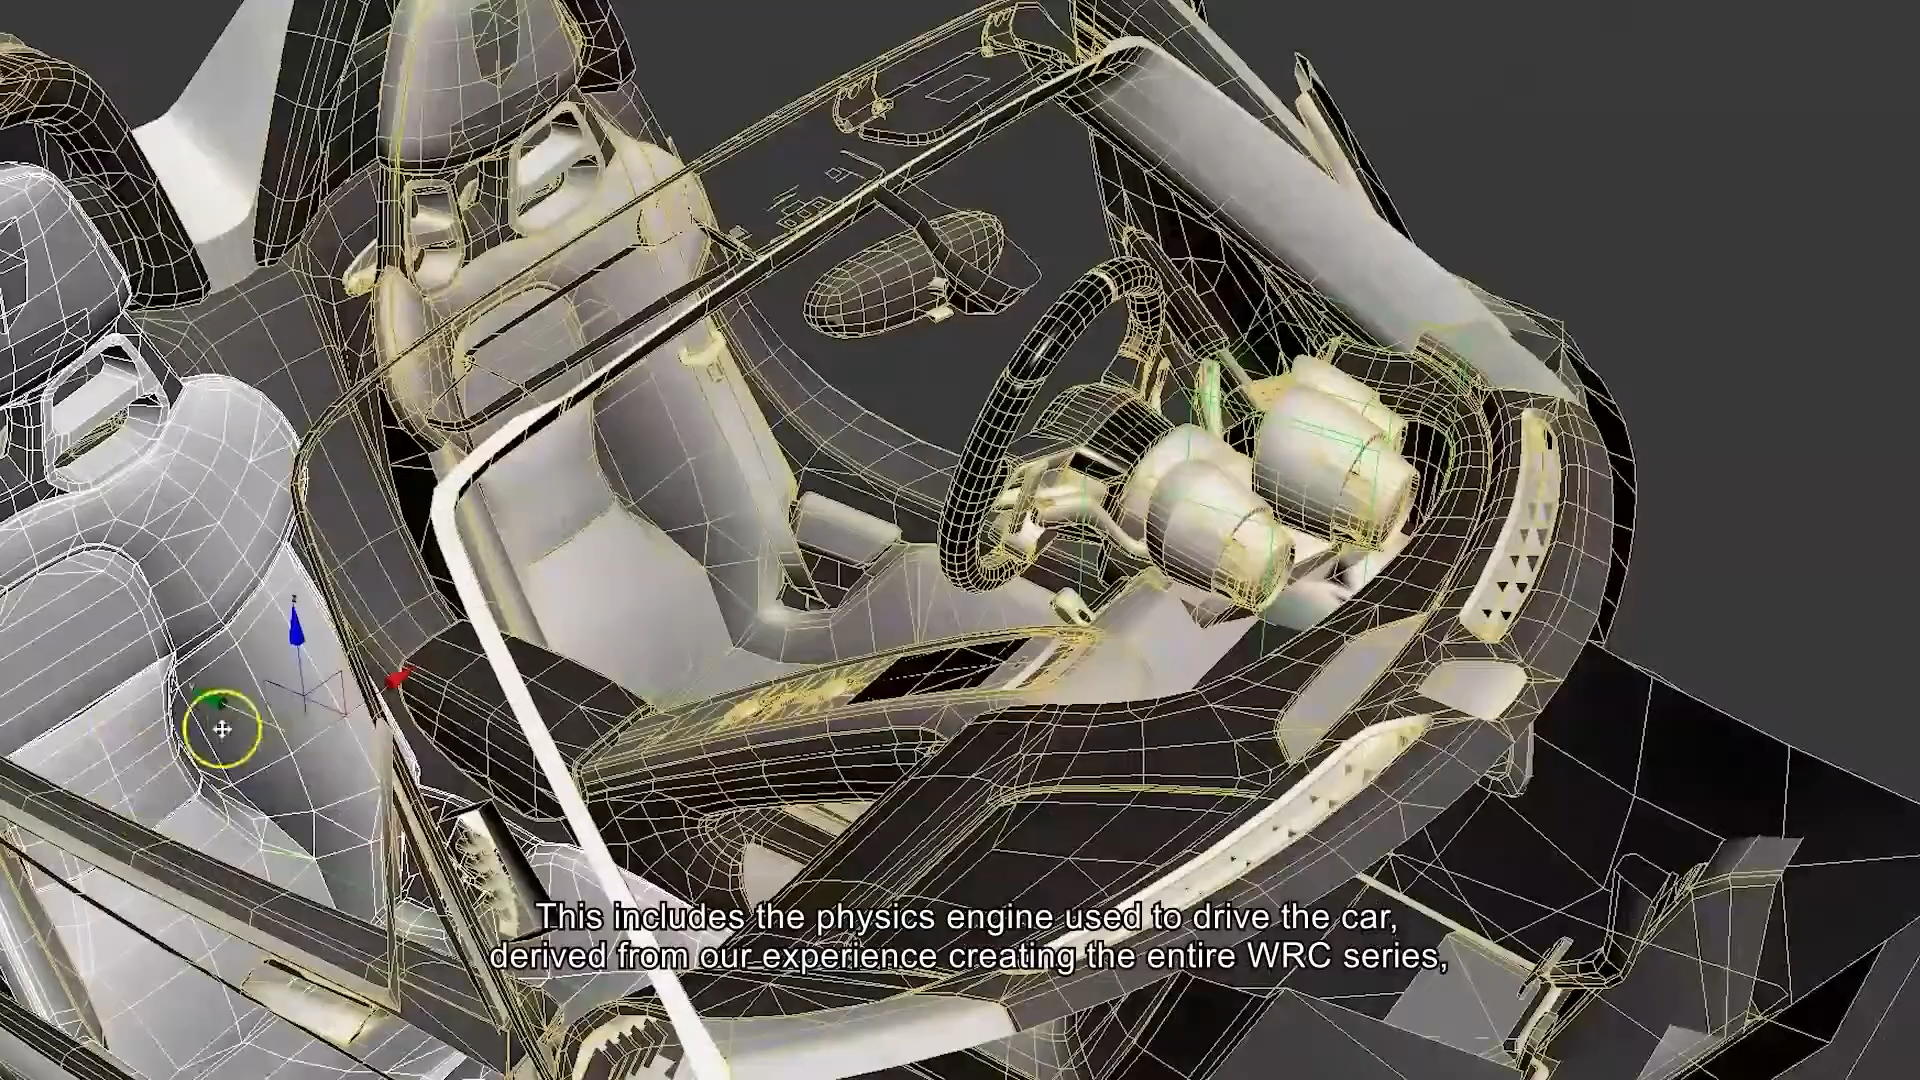 This includes the physics engine used to drive the car,
derived from our experience creating the entire WRC series,